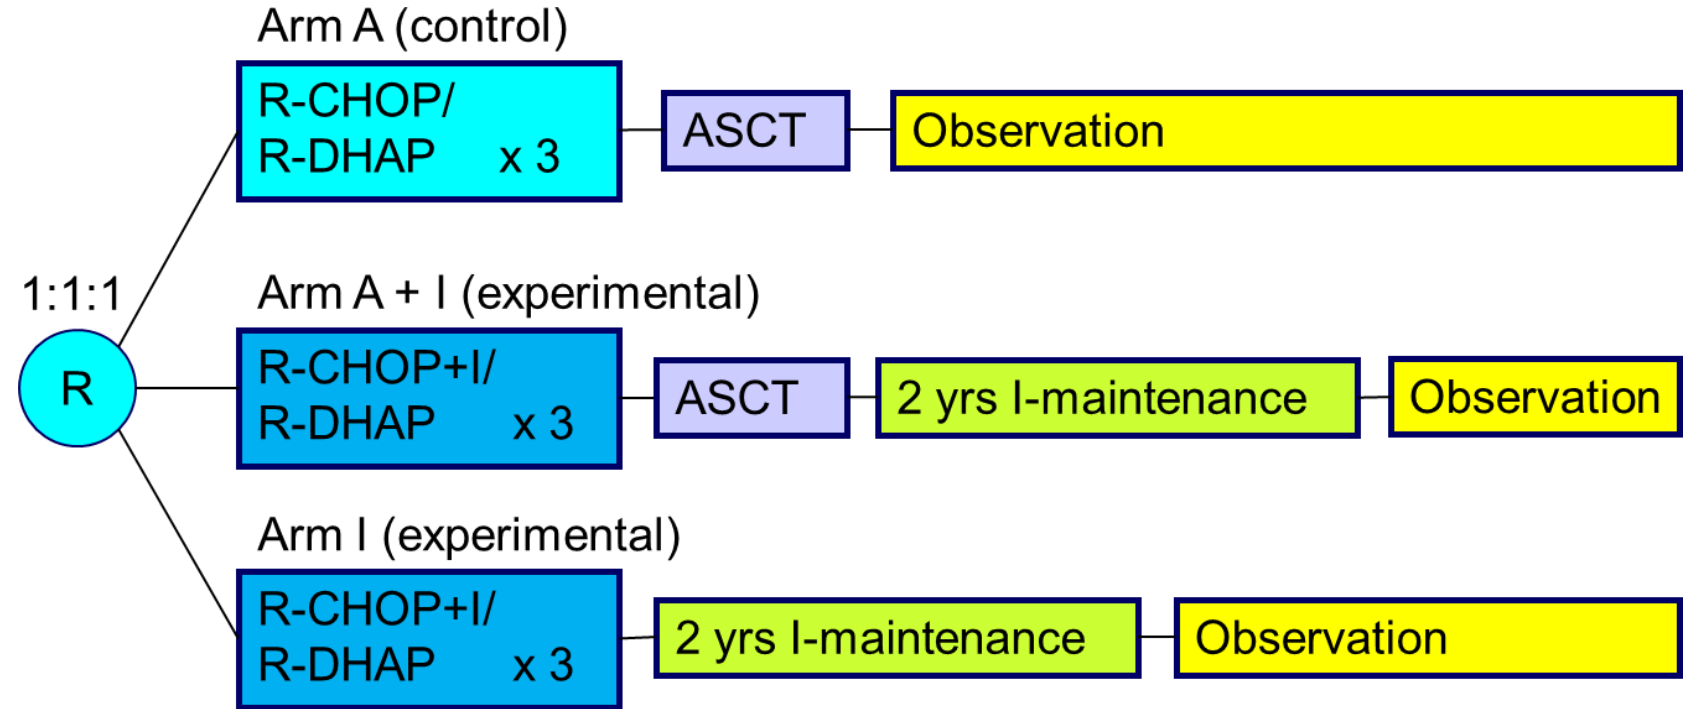 Arm A (control)
R-CHOP/
R-DHAP x 3
ASCT
Observation
1:1:1
R
Arm A + I (experimental)
R-CHOP+I/
R-DHAP x 3
ASCT
2 yrs I-maintenance
Observation
Arm I (experimental)
R-CHOP+I/
R-DHAP x 3
2 yrs I-maintenance
Observation